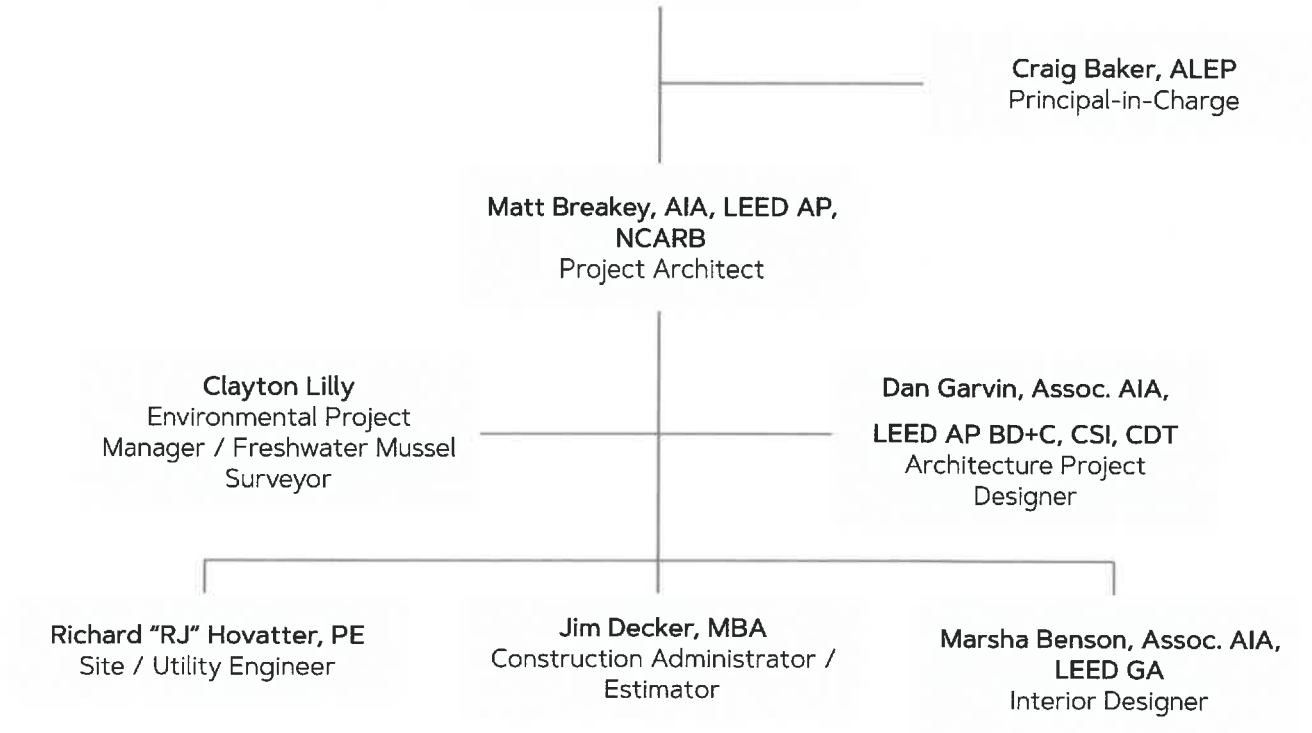 Craig Baker, ALEP
Principal-in-Charge
Matt Breakey, AIA, LEED AP,
NCARB
Project Architect
Clayton Lilly
Environmental Project
Manager / Freshwater Mussel
Surveyor
Dan Garvin, Assoc. AIA,
LEED AP BD+C, CSI, CDT
Architecture Project
Designer
Richard "RJ" Hovatter, PE
Site / Utility Engineer
Jim Decker, MBA
Construction Administrator /
Estimator
Marsha Benson, Assoc. AIA,
LEED GA
Interior Designer